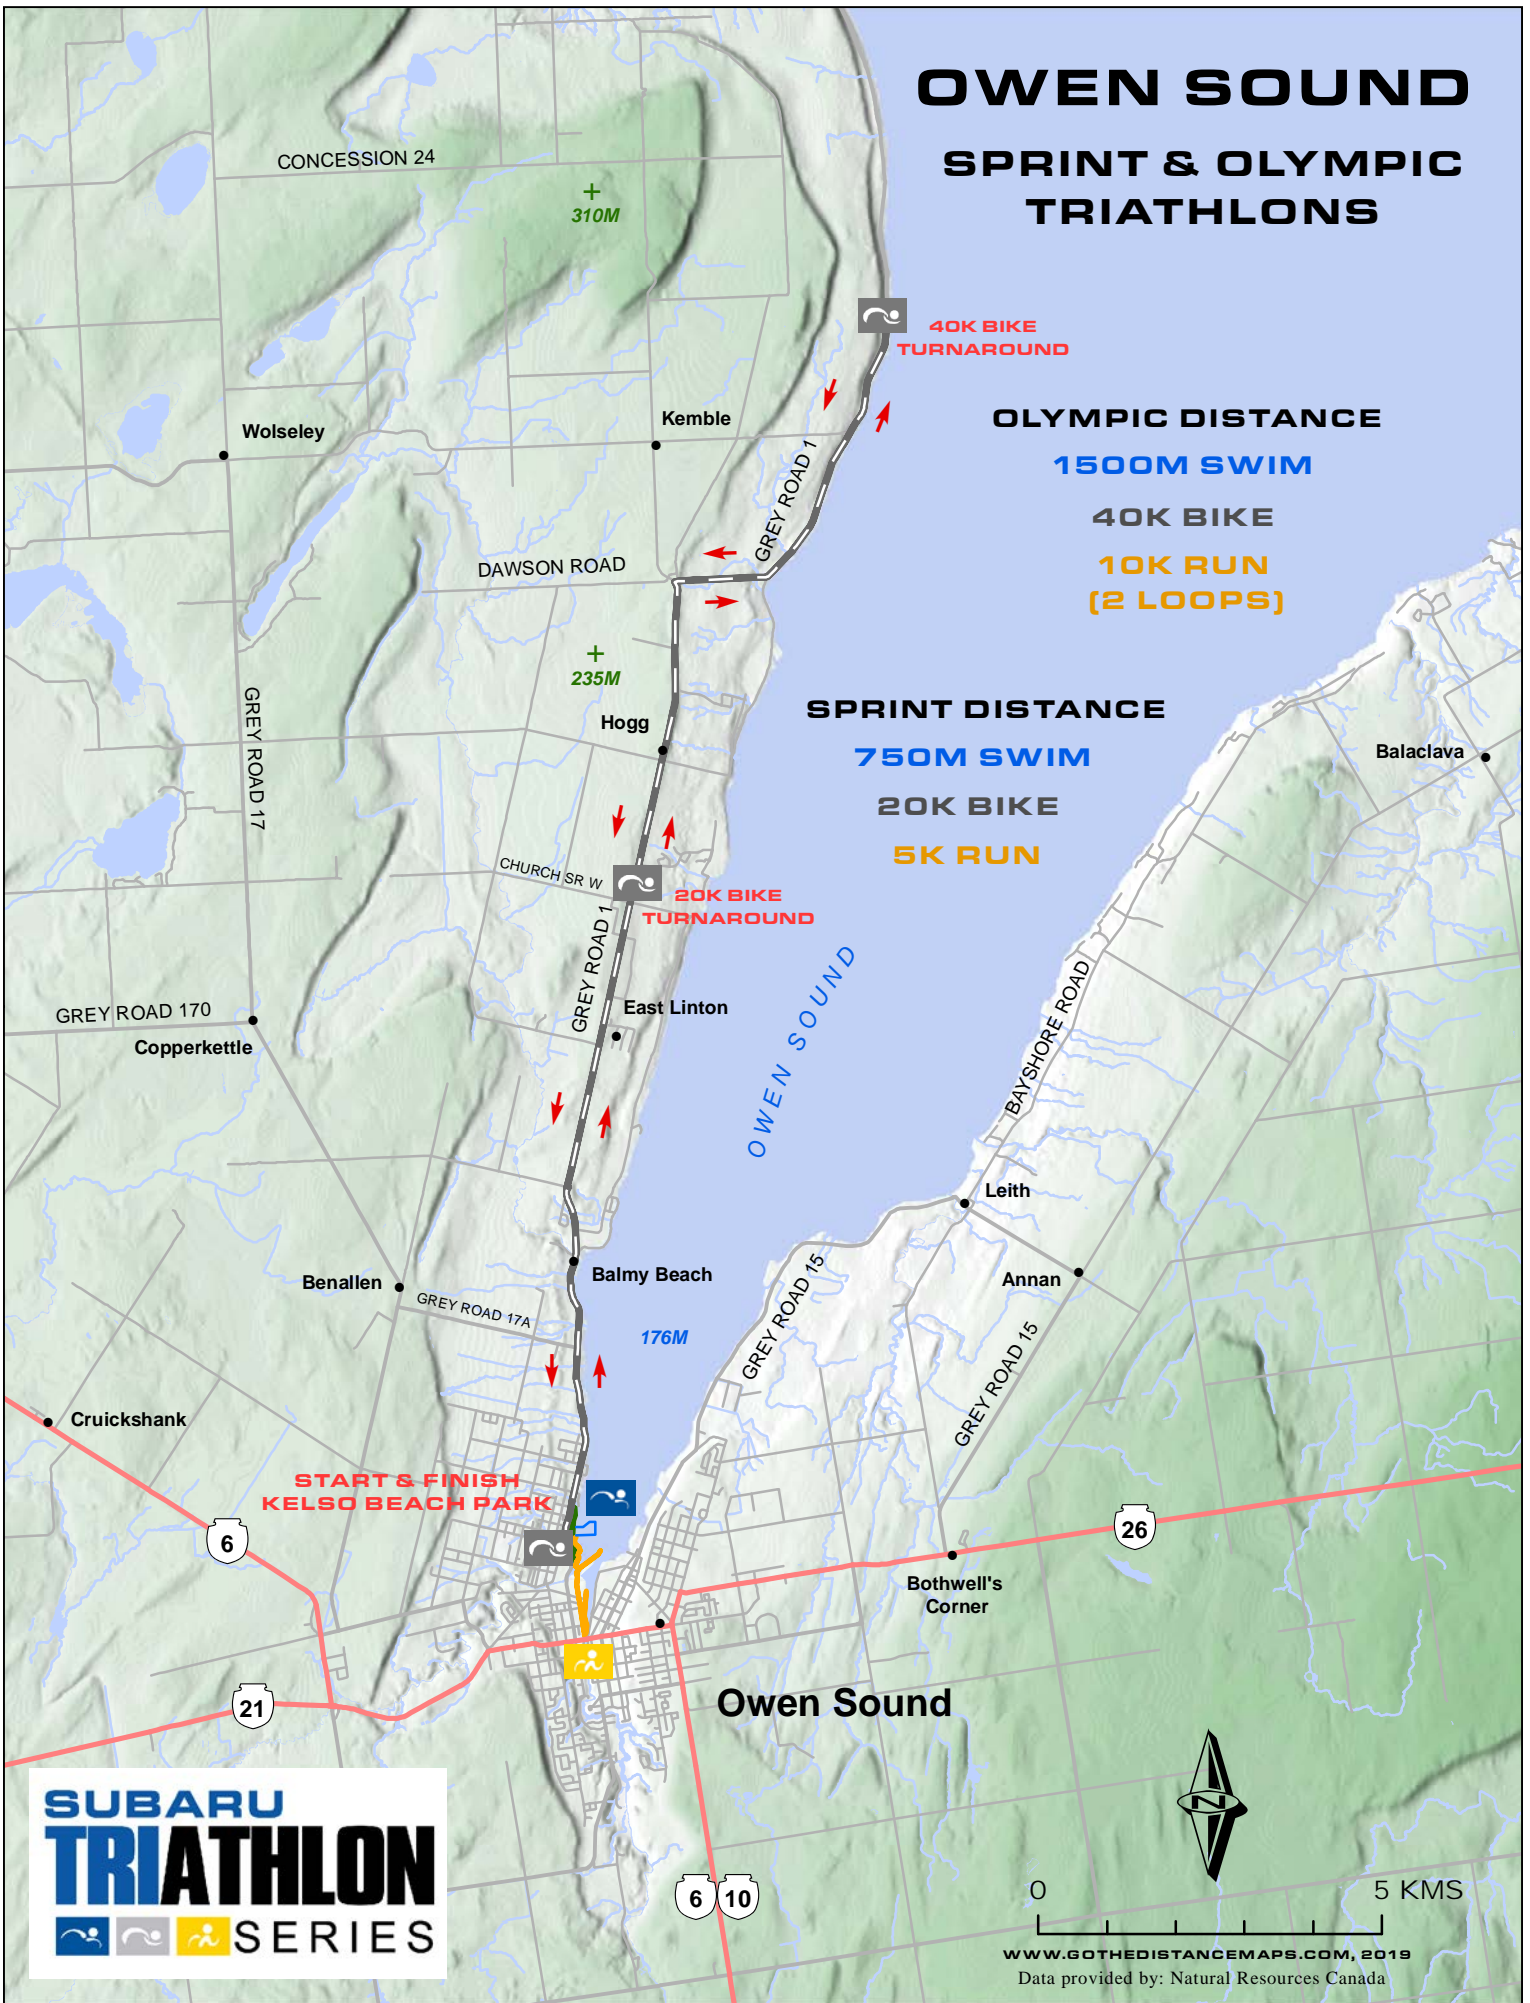 OWEN SOUND
SPRINT & OLYMPIC
TRIATHLONS
CONCESSION 24
310M
40K BIKE
TURNAROUND
OLYMPIC DISTANCE
1500M SWIM
40K BIKE
10K RUN
(2 LOOPS)
Wolseley
Kemble
GREY ROAD 1
DAWSON ROAD
235M
GREY ROAD 17
Hogg
SPRINT DISTANCE
750M SWIM
20K BIKE
5K RUN
Balaclava
CHURCH SR W
20K BIKE
TURNAROUND
GREY ROAD 1
OWEN SOUND
BAYSHORE ROAD
GREY ROAD 170
East Linton
Copperkettle
Leith
Balmy Beach
Benallen
GREY ROAD 17A
GREY ROAD 15
Annan
176M
GREY ROAD 15
Cruickshank
START & FINISH
KELSO BEACH PARK
6
26
Bothwell's
Corner
21
Owen Sound
N
SUBARU
TRIATHLON
SERIES
6
10
0
5 KMS
WWW.GOTHEDISTANCEMAPS.COM, 2019
Data provided by: Natural Resources Canada